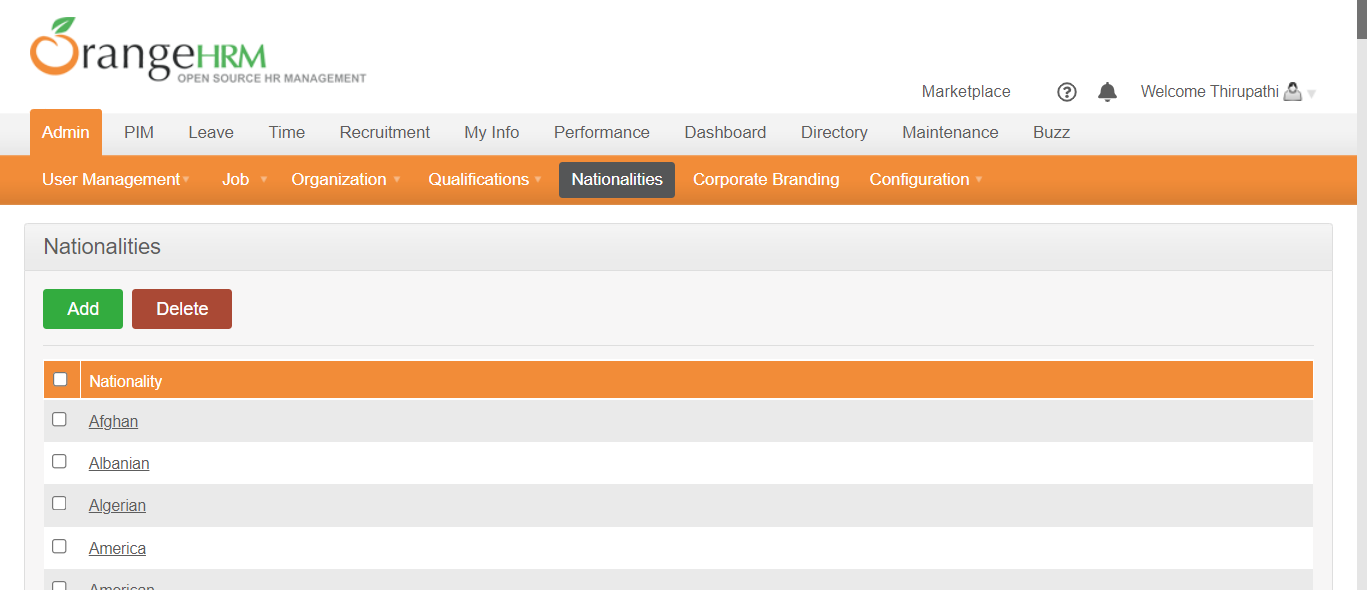 OrangeHRM
OPEN SOURCE HR MANAGEMENT
Marketplace Welcome Thirupathi
Admin PIM Leave Time Recruitment My Info Performance Dashboard Directory Maintenance Buzz
User Management Job Organization Qualifications Nationalities Corporate Branding Configuration
Nationalities
Add Delete
Nationality
Afghan
Albanian
Algerian
America
American